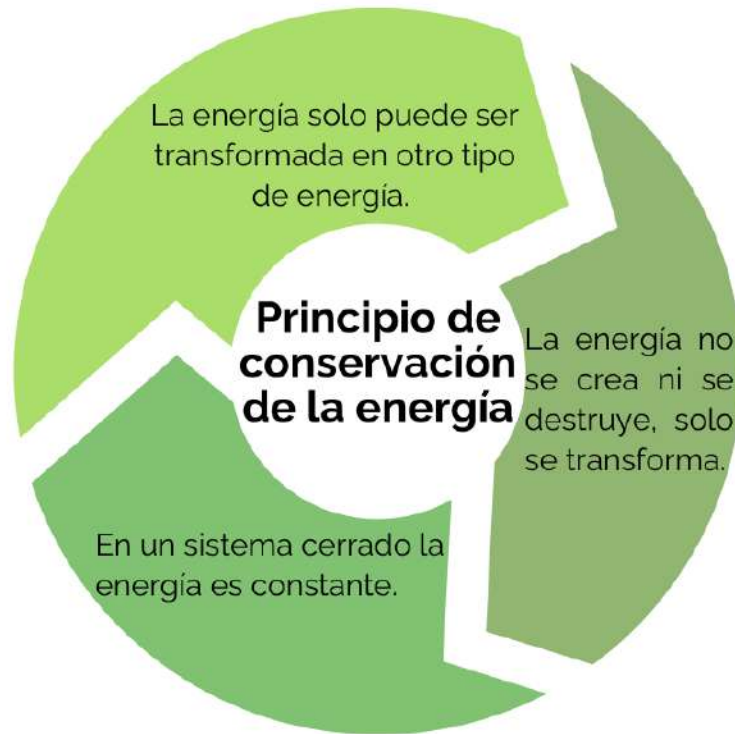 La energía solo puede ser
transformada en otro tipo
de energía.
Principio de
conservación
de la energía
La energía no
se crea ni se
destruye, solo
se transforma.
En un sistema cerrado la
energía es constante.